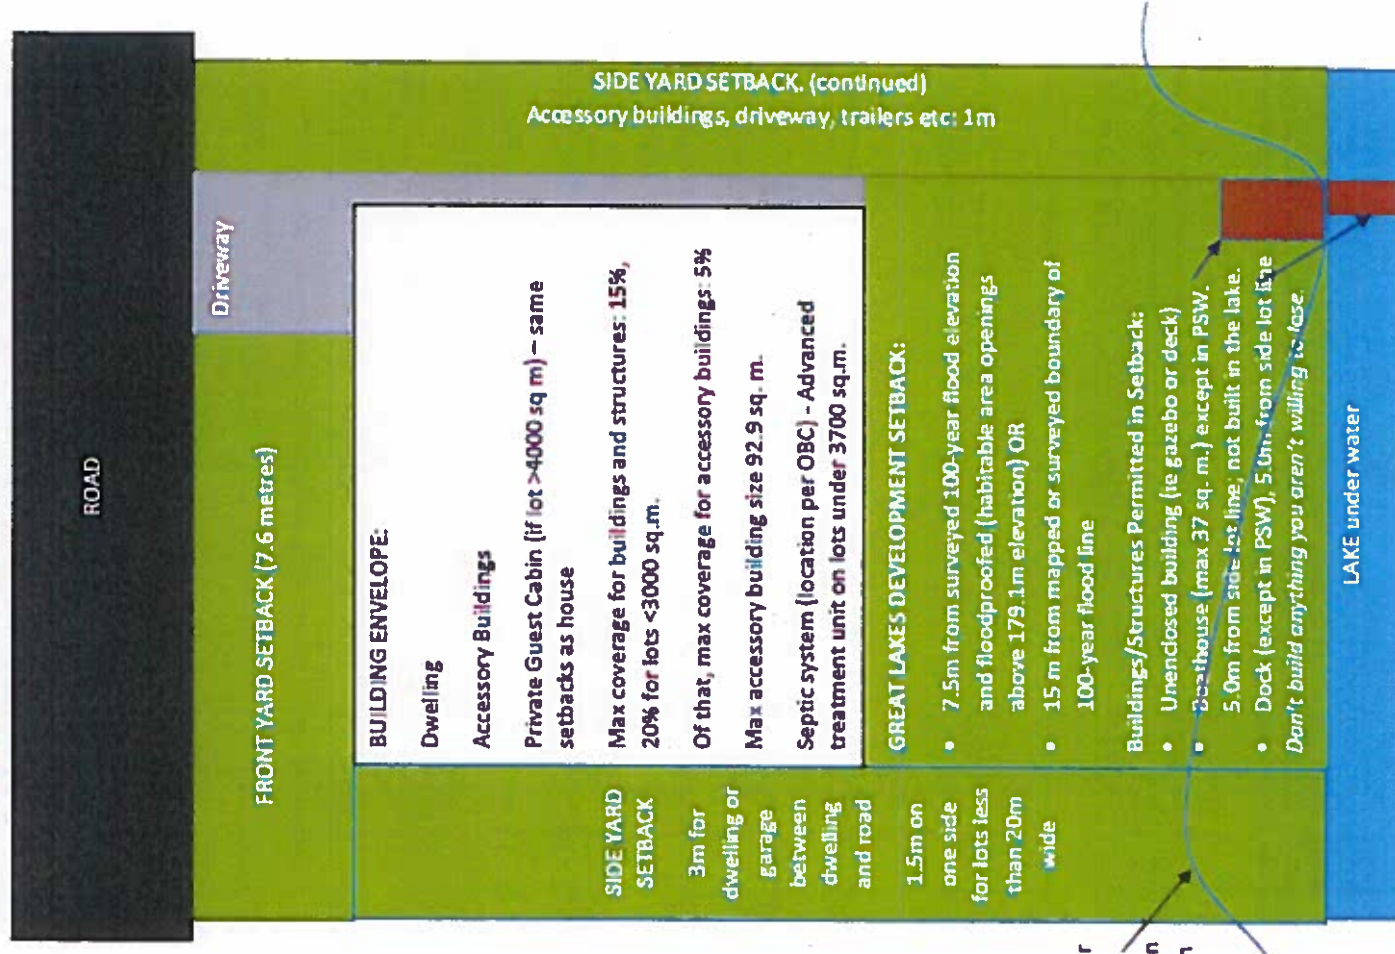 ROAD
FRONT YARD SETBACK (7.6 metres)
Driveway
SIDE YARD SETBACK. (continued)
Accessory buildings, driveway, trailers etc: 1m
BUILDING ENVELOPE:
Dwelling
Accessory Buildings
Private Guest Cabin (if lot >4000 sq m) – same
setbacks as house
Max coverage for buildings and structures: 15%,
20% for lots <3000 sq.m.
Of that, max coverage for accessory buildings: 5%
Max accessory building size 92.9 sq. m.
Septic system (location per OBC) - Advanced
treatment unit on lots under 3700 sq.m.
SIDE YARD
SETBACK
3m for
dwelling or
garage
between
dwelling
and road
1.5m on
one side
for lots less
than 20m
wide
GREAT LAKES DEVELOPMENT SETBACK:
• 7.5m from surveyed 100-year flood elevation
and floodproofed (habitable area openings
above 179.1m elevation) OR
• 15 m from mapped or surveyed boundary of
100-year flood line
Buildings/Structures Permitted in Setback:
• Unenclosed building (ie gazebo or deck)
• Boathouse (max 37 sq. m.) except in PSW.
5.0m from side lot line; not built in the lake.
• Dock (except in PSW), 5.0m from side lot line
Don't build anything you aren't willing to lose.
LAKE under water
r
n
n